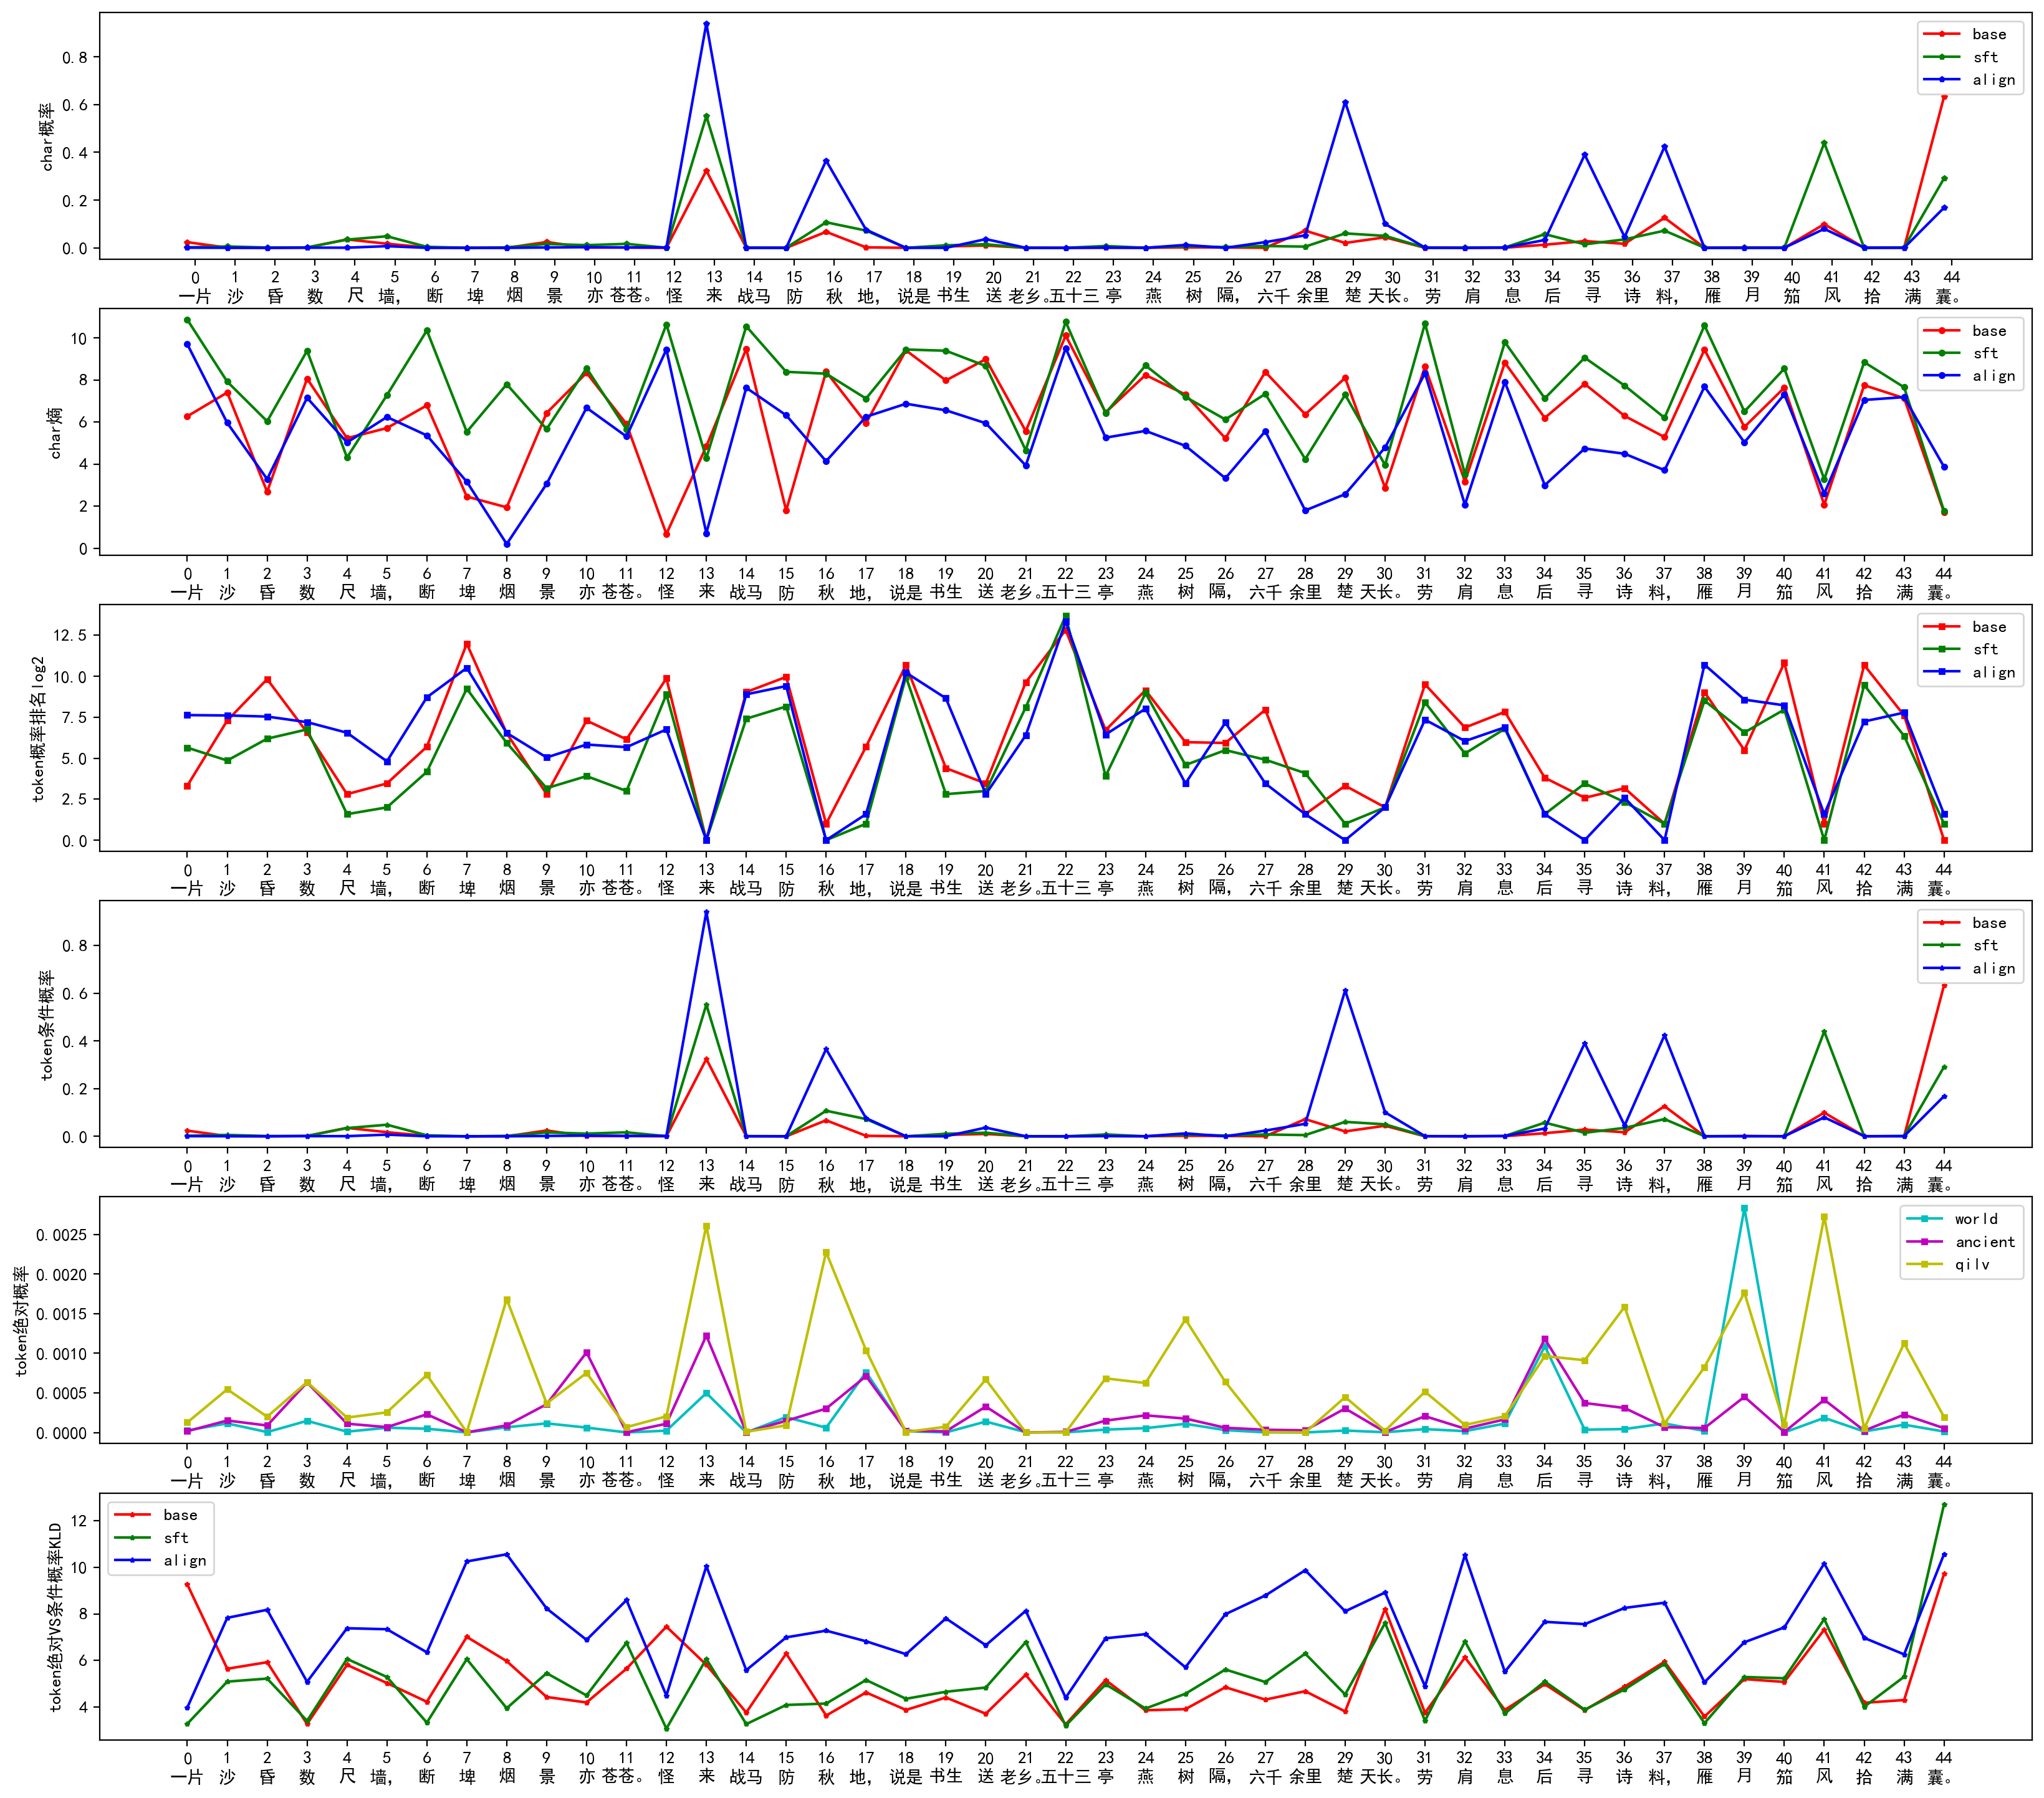 char概率
0.8
0.6
0.4
0.2
0.0
base
sft
align
0 1 2 3 4 5 6 7 8 9 10 11 12 13 14 15 16 17 18 19 20 21 22 23 24 25 26 27 28 29 30 31 32 33 34 35 36 37 38 39 40 41 42 43 44
一片 沙 昏 数 尺 墙, 断 埤 烟 景 亦 苍苍。 怪 来 战马 防 秋 地, 说是 书生 送 老乡。 五十三 亭 燕 树 隔, 六千 余里 楚 天长。 劳 肩 息 后 寻 诗 料, 雁 月 笳 风 拾 满 囊。
char熵
10
8
6
4
2
0
base
sft
align
0 1 2 3 4 5 6 7 8 9 10 11 12 13 14 15 16 17 18 19 20 21 22 23 24 25 26 27 28 29 30 31 32 33 34 35 36 37 38 39 40 41 42 43 44
一片 沙 昏 数 尺 墙, 断 埤 烟 景 亦 苍苍。 怪 来 战马 防 秋 地, 说是 书生 送 老乡。 五十三 亭 燕 树 隔, 六千 余里 楚 天长。 劳 肩 息 后 寻 诗 料, 雁 月 笳 风 拾 满 囊。
token概率排名log2
12.5
10.0
7.5
5.0
2.5
0.0
base
sft
align
0 1 2 3 4 5 6 7 8 9 10 11 12 13 14 15 16 17 18 19 20 21 22 23 24 25 26 27 28 29 30 31 32 33 34 35 36 37 38 39 40 41 42 43 44
一片 沙 昏 数 尺 墙, 断 埤 烟 景 亦 苍苍。 怪 来 战马 防 秋 地, 说是 书生 送 老乡。 五十三 亭 燕 树 隔, 六千 余里 楚 天长。 劳 肩 息 后 寻 诗 料, 雁 月 笳 风 拾 满 囊。
token条件概率
0.8
0.6
0.4
0.2
0.0
base
sft
align
0 1 2 3 4 5 6 7 8 9 10 11 12 13 14 15 16 17 18 19 20 21 22 23 24 25 26 27 28 29 30 31 32 33 34 35 36 37 38 39 40 41 42 43 44
一片 沙 昏 数 尺 墙, 断 埤 烟 景 亦 苍苍。 怪 来 战马 防 秋 地, 说是 书生 送 老乡。 五十三 亭 燕 树 隔, 六千 余里 楚 天长。 劳 肩 息 后 寻 诗 料, 雁 月 笳 风 拾 满 囊。
token绝对概率
0.0025
0.0020
0.0015
0.0010
0.0005
0.0000
world
ancient
qilv
0 1 2 3 4 5 6 7 8 9 10 11 12 13 14 15 16 17 18 19 20 21 22 23 24 25 26 27 28 29 30 31 32 33 34 35 36 37 38 39 40 41 42 43 44
一片 沙 昏 数 尺 墙, 断 埤 烟 景 亦 苍苍。 怪 来 战马 防 秋 地, 说是 书生 送 老乡。 五十三 亭 燕 树 隔, 六千 余里 楚 天长。 劳 肩 息 后 寻 诗 料, 雁 月 笳 风 拾 满 囊。
token绝对VS条件概率KLD
12
10
8
6
4
base
sft
align
0 1 2 3 4 5 6 7 8 9 10 11 12 13 14 15 16 17 18 19 20 21 22 23 24 25 26 27 28 29 30 31 32 33 34 35 36 37 38 39 40 41 42 43 44
一片 沙 昏 数 尺 墙, 断 埤 烟 景 亦 苍苍。 怪 来 战马 防 秋 地, 说是 书生 送 老乡。 五十三 亭 燕 树 隔, 六千 余里 楚 天长。 劳 肩 息 后 寻 诗 料, 雁 月 笳 风 拾 满 囊。